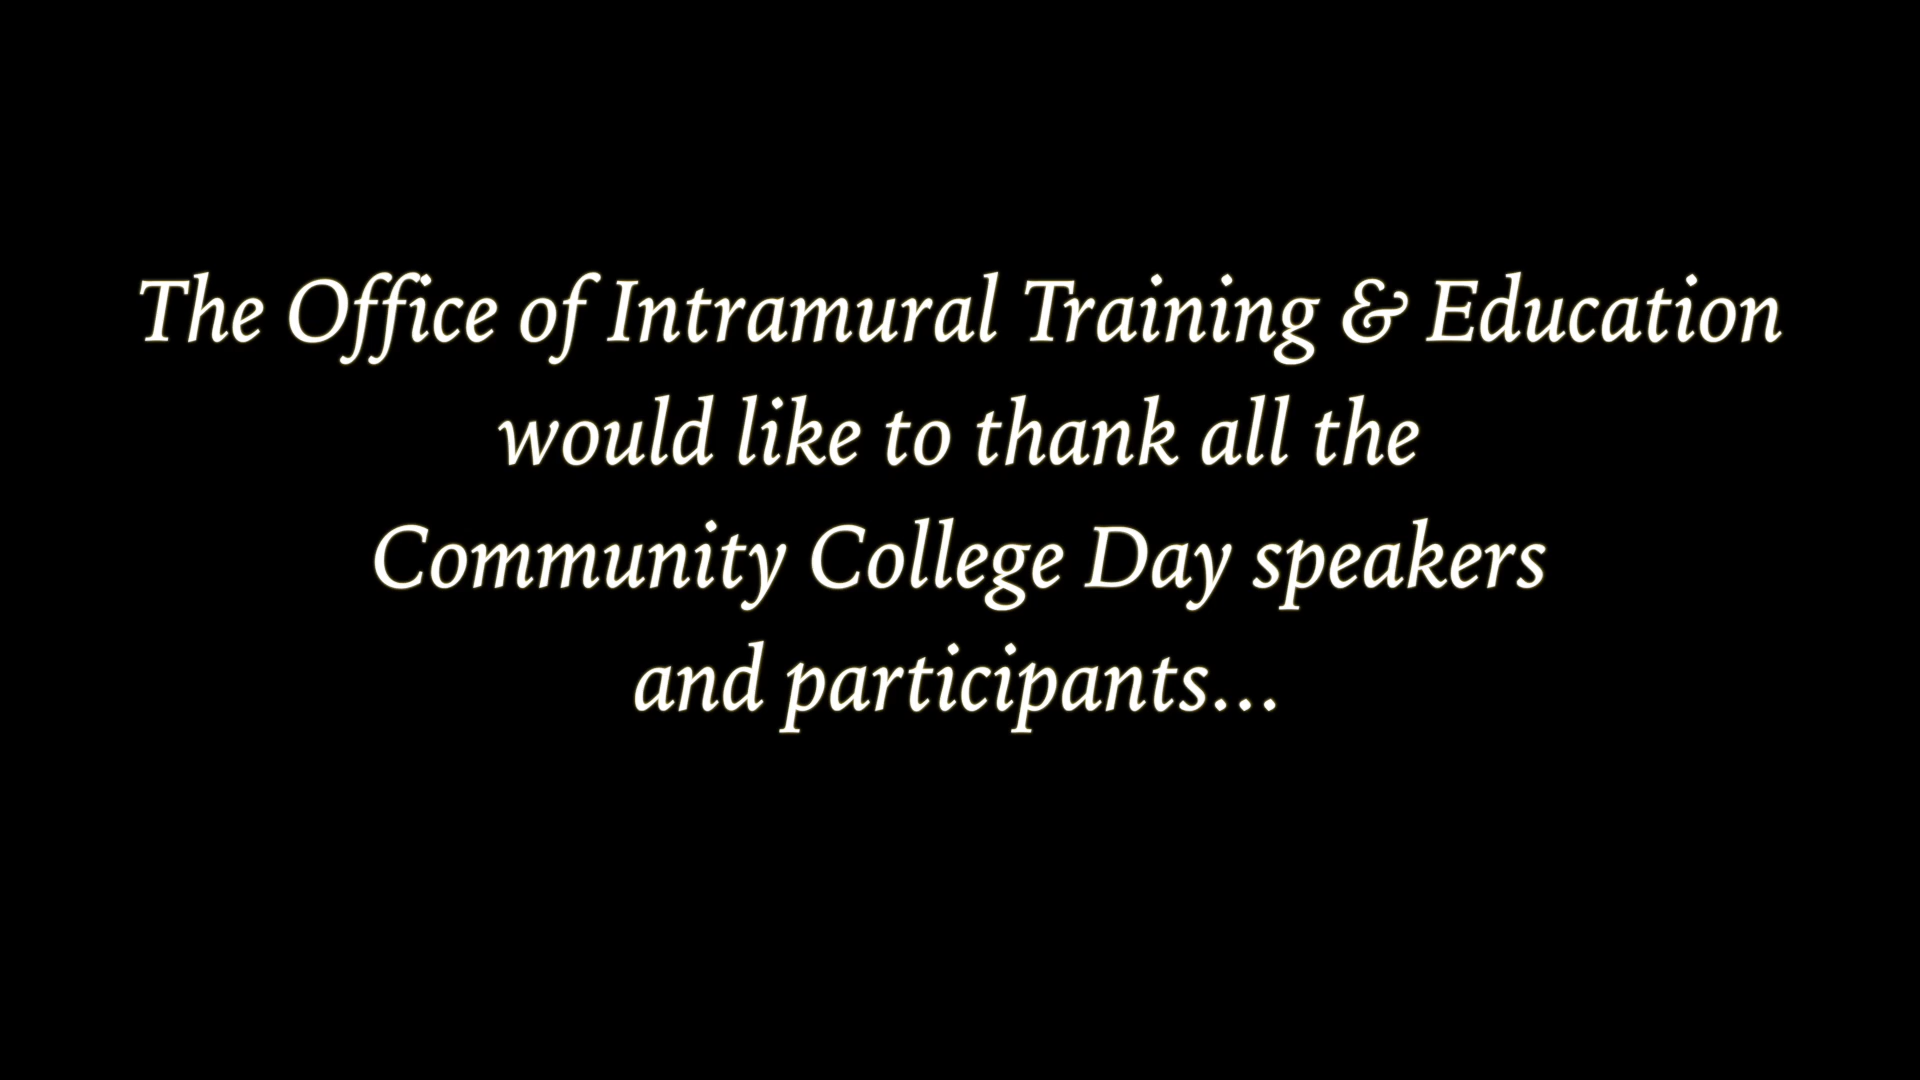 The Office of Intramural Training & Education
would like to thank all the
Community College Day speakers
and participants...